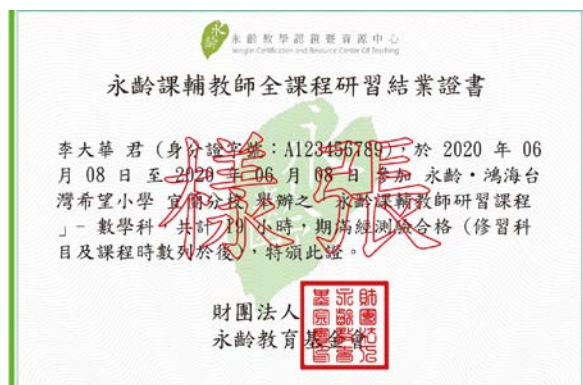 永齡
永齡教學認證暨資源中心
Yonglin Certification and Resource Center Of Teaching
永齡課輔教師全課程研習結業證書
李大華 君（身分證字號：A123456789），於 2020 年 06
月 08 日 至 2020 年 06 月 08 日 參加 永齡・鴻海台
灣希望小學 宜蘭分校 舉辦之 「永齡課輔教師研習課程
」- 數學科 共計 19 小時，期滿經測驗合格（修習科
目及課程時數列於後），特頒此證。
樣張
財團法人
永齡教育基金會